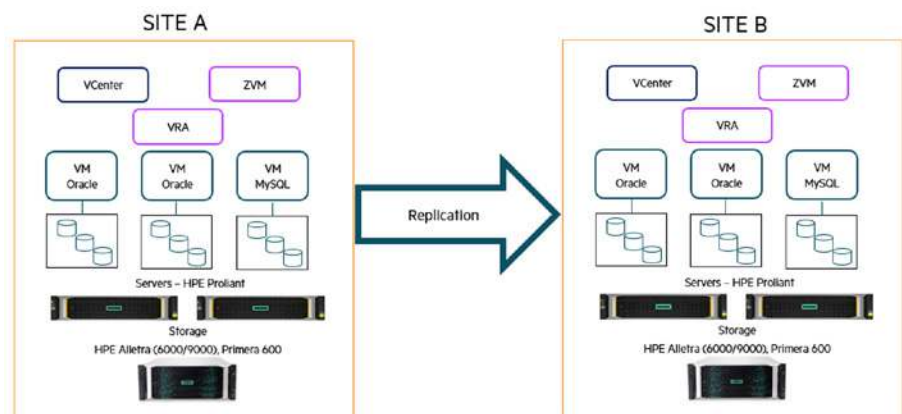 SITE A
VCenter
ZVM
VRA
VM
Oracle
VM
Oracle
VM
MySQL
Servers – HPE Proliant
Storage
HPE Alletra (6000/9000), Primera 600
Replication
SITE B
VCenter
ZVM
VRA
VM
Oracle
VM
Oracle
VM
MySQL
Servers – HPE Proliant
Storage
HPE Alletra (6000/9000), Primera 600